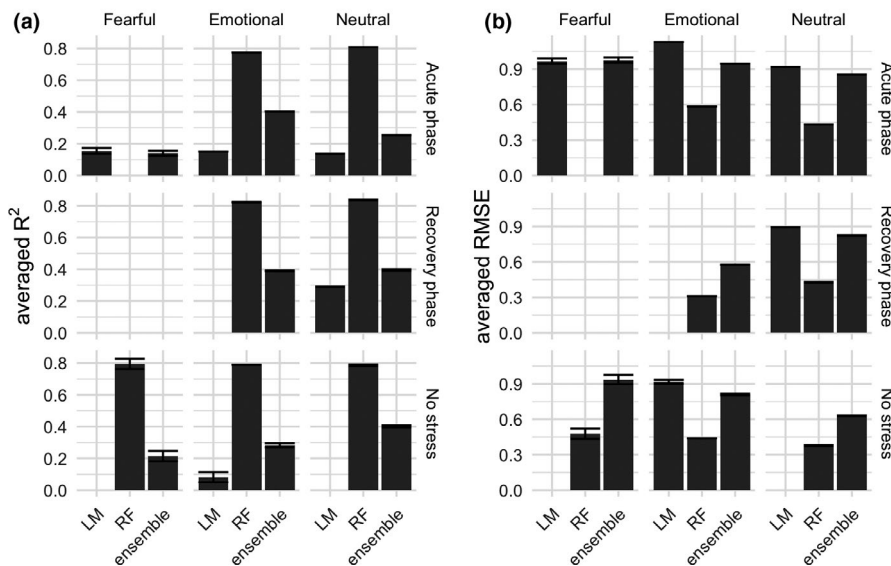 (a)
Fearful
Emotional
Neutral
averaged R²
0.8
0.6
0.4
0.2
0.0
Acute phase
0.8
0.6
0.4
0.2
0.0
Recovery phase
0.8
0.6
0.4
0.2
0.0
No stress
LM
RF
ensemble
LM
RF
ensemble
LM
RF
ensemble
(b)
Fearful
Emotional
Neutral
averaged RMSE
0.9
0.6
0.3
0.0
Acute phase
0.9
0.6
0.3
0.0
Recovery phase
0.9
0.6
0.3
0.0
No stress
LM
RF
ensemble
LM
RF
ensemble
LM
RF
ensemble